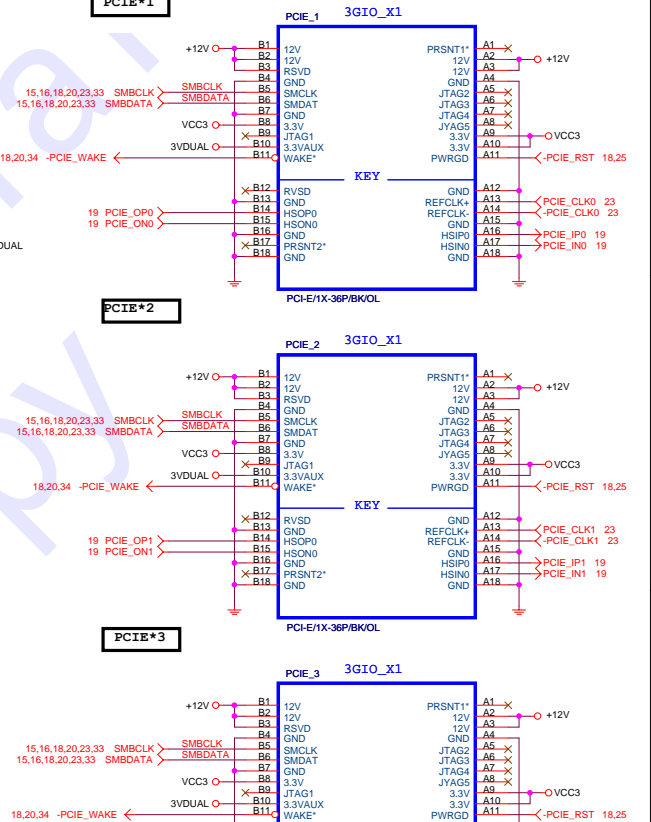 PCIE*1
PCIE_1 3GIO_X1
+12V B1 12V PRSNT1* A1
B2 12V 12V A2 +12V
B3 RSVD 12V A3
B4 GND GND A4
15,16,18,20,23,33 SMBCLK SMBCLK B5 SMCLK JTAG2 A5
15,16,18,20,23,33 SMBDATA SMBDATA B6 SMDAT JTAG3 A6
B7 GND JTAG4 A7
VCC3 B8 3.3V JYAG5 A8
B9 JTAG1 3.3V A9 VCC3
3VDUAL B10 3.3VAUX 3.3V A10
18,20,34 -PCIE_WAKE B11 WAKE* PWRGD A11 -PCIE_RST 18,25
KEY
B12 RVSD GND A12
B13 GND REFCLK+ A13 PCIE_CLK0 23
19 PCIE_OP0 B14 HSOP0 REFCLK- A14 -PCIE_CLK0 23
19 PCIE_ON0 B15 HSON0 GND A15
B16 GND HSIP0 A16 PCIE_IP0 19
DUAL B17 PRSNT2* HSIN0 A17 PCIE_IN0 19
B18 GND GND A18
PCI-E/1X-36P/BK/OL
PCIE*2
PCIE_2 3GIO_X1
+12V B1 12V PRSNT1* A1
B2 12V 12V A2 +12V
B3 RSVD 12V A3
B4 GND GND A4
15,16,18,20,23,33 SMBCLK SMBCLK B5 SMCLK JTAG2 A5
15,16,18,20,23,33 SMBDATA SMBDATA B6 SMDAT JTAG3 A6
B7 GND JTAG4 A7
VCC3 B8 3.3V JYAG5 A8
B9 JTAG1 3.3V A9 VCC3
3VDUAL B10 3.3VAUX 3.3V A10
18,20,34 -PCIE_WAKE B11 WAKE* PWRGD A11 -PCIE_RST 18,25
KEY
B12 RVSD GND A12
B13 GND REFCLK+ A13 PCIE_CLK1 23
19 PCIE_OP1 B14 HSOP0 REFCLK- A14 -PCIE_CLK1 23
19 PCIE_ON1 B15 HSON0 GND A15
B16 GND HSIP0 A16 PCIE_IP1 19
B17 PRSNT2* HSIN0 A17 PCIE_IN1 19
B18 GND GND A18
PCI-E/1X-36P/BK/OL
PCIE*3
PCIE_3 3GIO_X1
+12V B1 12V PRSNT1* A1
B2 12V 12V A2 +12V
B3 RSVD 12V A3
B4 GND GND A4
15,16,18,20,23,33 SMBCLK SMBCLK B5 SMCLK JTAG2 A5
15,16,18,20,23,33 SMBDATA SMBDATA B6 SMDAT JTAG3 A6
B7 GND JTAG4 A7
VCC3 B8 3.3V JYAG5 A8
B9 JTAG1 3.3V A9 VCC3
3VDUAL B10 3.3VAUX 3.3V A10
18,20,34 -PCIE_WAKE B11 WAKE* PWRGD A11 -PCIE_RST 18,25